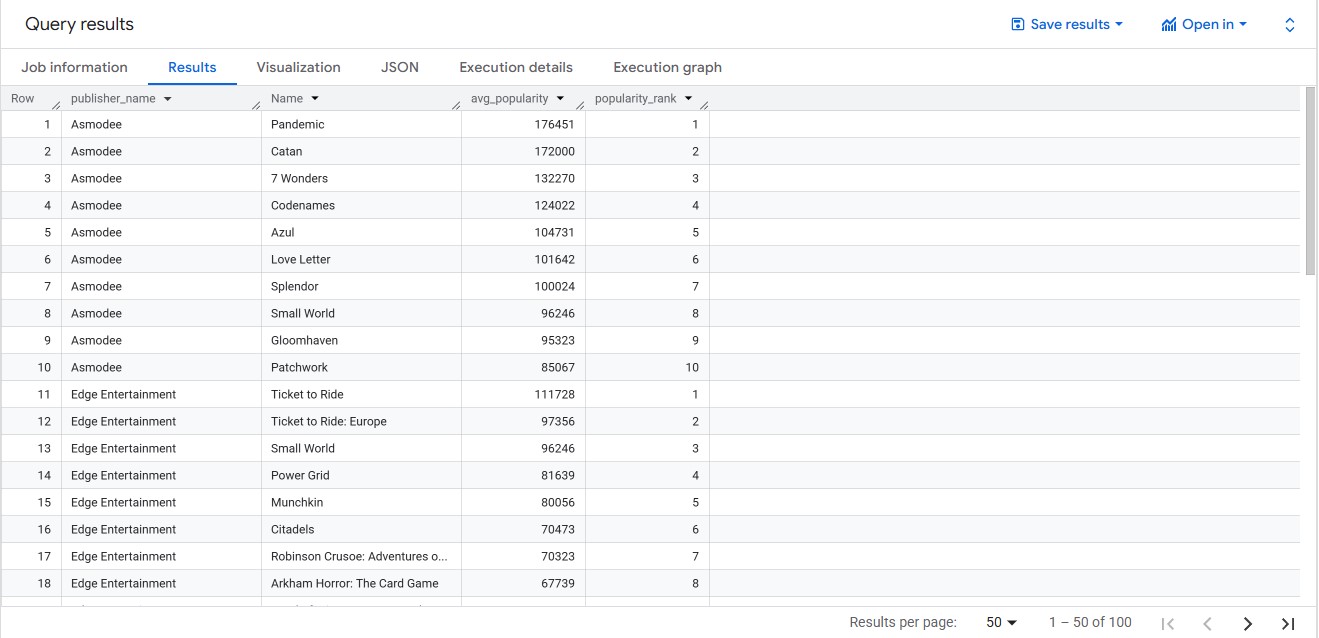 Query results Save results Open in
Job information Results Visualization JSON Execution details Execution graph
Row publisher_name Name avg_popularity popularity_rank
1 Asmodee Pandemic 176451 1
2 Asmodee Catan 172000 2
3 Asmodee 7 Wonders 132270 3
4 Asmodee Codenames 124022 4
5 Asmodee Azul 104731 5
6 Asmodee Love Letter 101642 6
7 Asmodee Splendor 100024 7
8 Asmodee Small World 96246 8
9 Asmodee Gloomhaven 95323 9
10 Asmodee Patchwork 85067 10
11 Edge Entertainment Ticket to Ride 111728 1
12 Edge Entertainment Ticket to Ride: Europe 97356 2
13 Edge Entertainment Small World 96246 3
14 Edge Entertainment Power Grid 81639 4
15 Edge Entertainment Munchkin 80056 5
16 Edge Entertainment Citadels 70473 6
17 Edge Entertainment Robinson Crusoe: Adventures o... 70323 7
18 Edge Entertainment Arkham Horror: The Card Game 67739 8
Results per page: 50 1 – 50 of 100